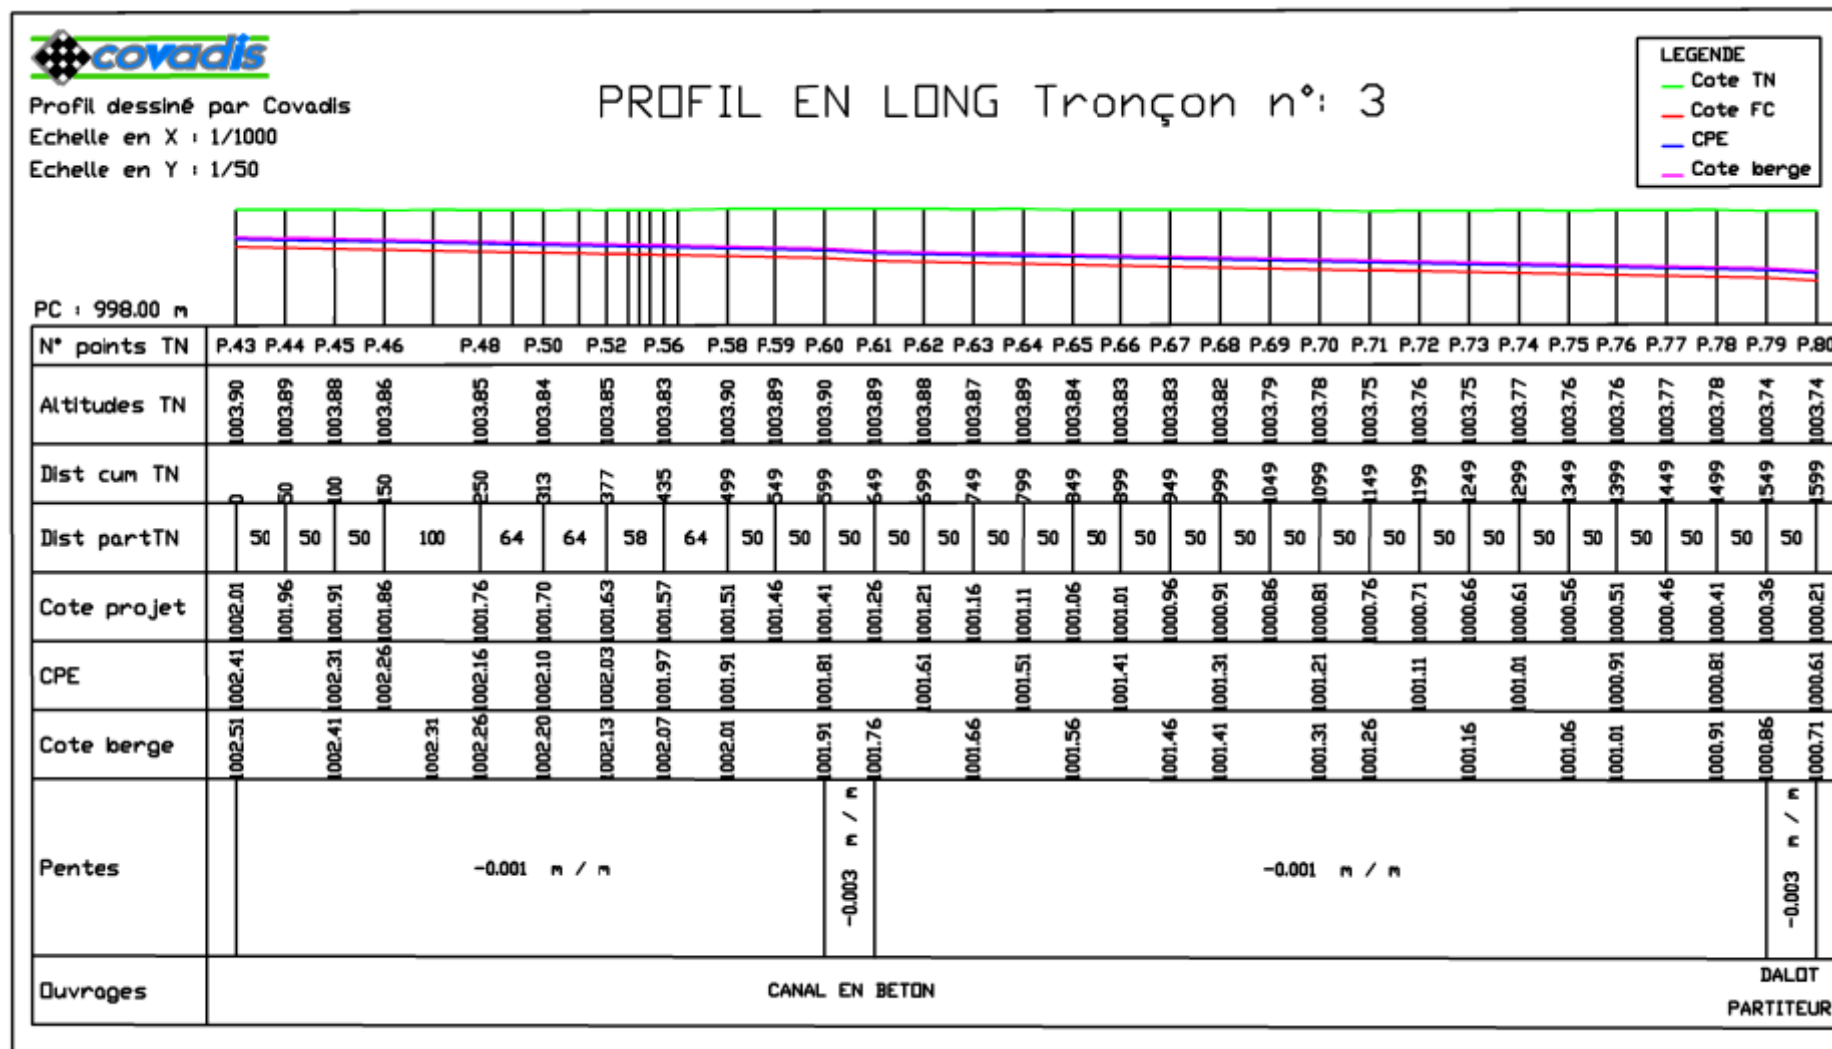 covadis
Profil dessiné par Covadis
Echelle en X : 1/1000
Echelle en Y : 1/50
PROFIL EN LONG Tronçon n°: 3
LEGENDE
Cote TN
Cote FC
CPE
Cote berge
PC : 998.00 m
N° points TN P.43 P.44 P.45 P.46 P.48 P.50 P.52 P.56 P.58 P.59 P.60 P.61 P.62 P.63 P.64 P.65 P.66 P.67 P.68 P.69 P.70 P.71 P.72 P.73 P.74 P.75 P.76 P.77 P.78 P.79 P.80
Altitudes TN 1003.90 1003.89 1003.88 1003.86 1003.85 1003.84 1003.85 1003.83 1003.90 1003.89 1003.90 1003.89 1003.88 1003.87 1003.89 1003.84 1003.83 1003.83 1003.82 1003.79 1003.78 1003.75 1003.76 1003.75 1003.77 1003.76 1003.76 1003.77 1003.78 1003.74 1003.74
Dist cum TN 0 50 100 150 250 313 377 435 499 549 599 649 699 749 799 849 899 949 999 1049 1099 1149 1199 1249 1299 1349 1399 1449 1499 1549 1599
Dist partTN 50 50 50 100 64 64 58 64 50 50 50 50 50 50 50 50 50 50 50 50 50 50 50 50 50 50 50 50 50 50
Cote projet 1002.01 1001.96 1001.91 1001.86 1001.76 1001.70 1001.63 1001.57 1001.51 1001.46 1001.41 1001.26 1001.21 1001.16 1001.11 1001.06 1001.01 1000.96 1000.91 1000.86 1000.81 1000.76 1000.71 1000.66 1000.61 1000.56 1000.51 1000.46 1000.41 1000.36 1000.21
CPE 1002.41 1002.31 1002.26 1002.16 1002.10 1002.03 1001.97 1001.91 1001.81 1001.61 1001.51 1001.41 1001.31 1001.21 1001.11 1001.01 1000.91 1000.81 1000.61
Cote berge 1002.51 1002.41 1002.31 1002.26 1002.20 1002.13 1002.07 1002.01 1001.91 1001.76 1001.66 1001.56 1001.46 1001.41 1001.31 1001.26 1001.16 1001.06 1001.01 1000.91 1000.86 1000.71
Pentes -0.001 m / m -0.003 m / m -0.001 m / m -0.003 m / m
Ouvrages CANAL EN BETON DALOT
PARTITEUR